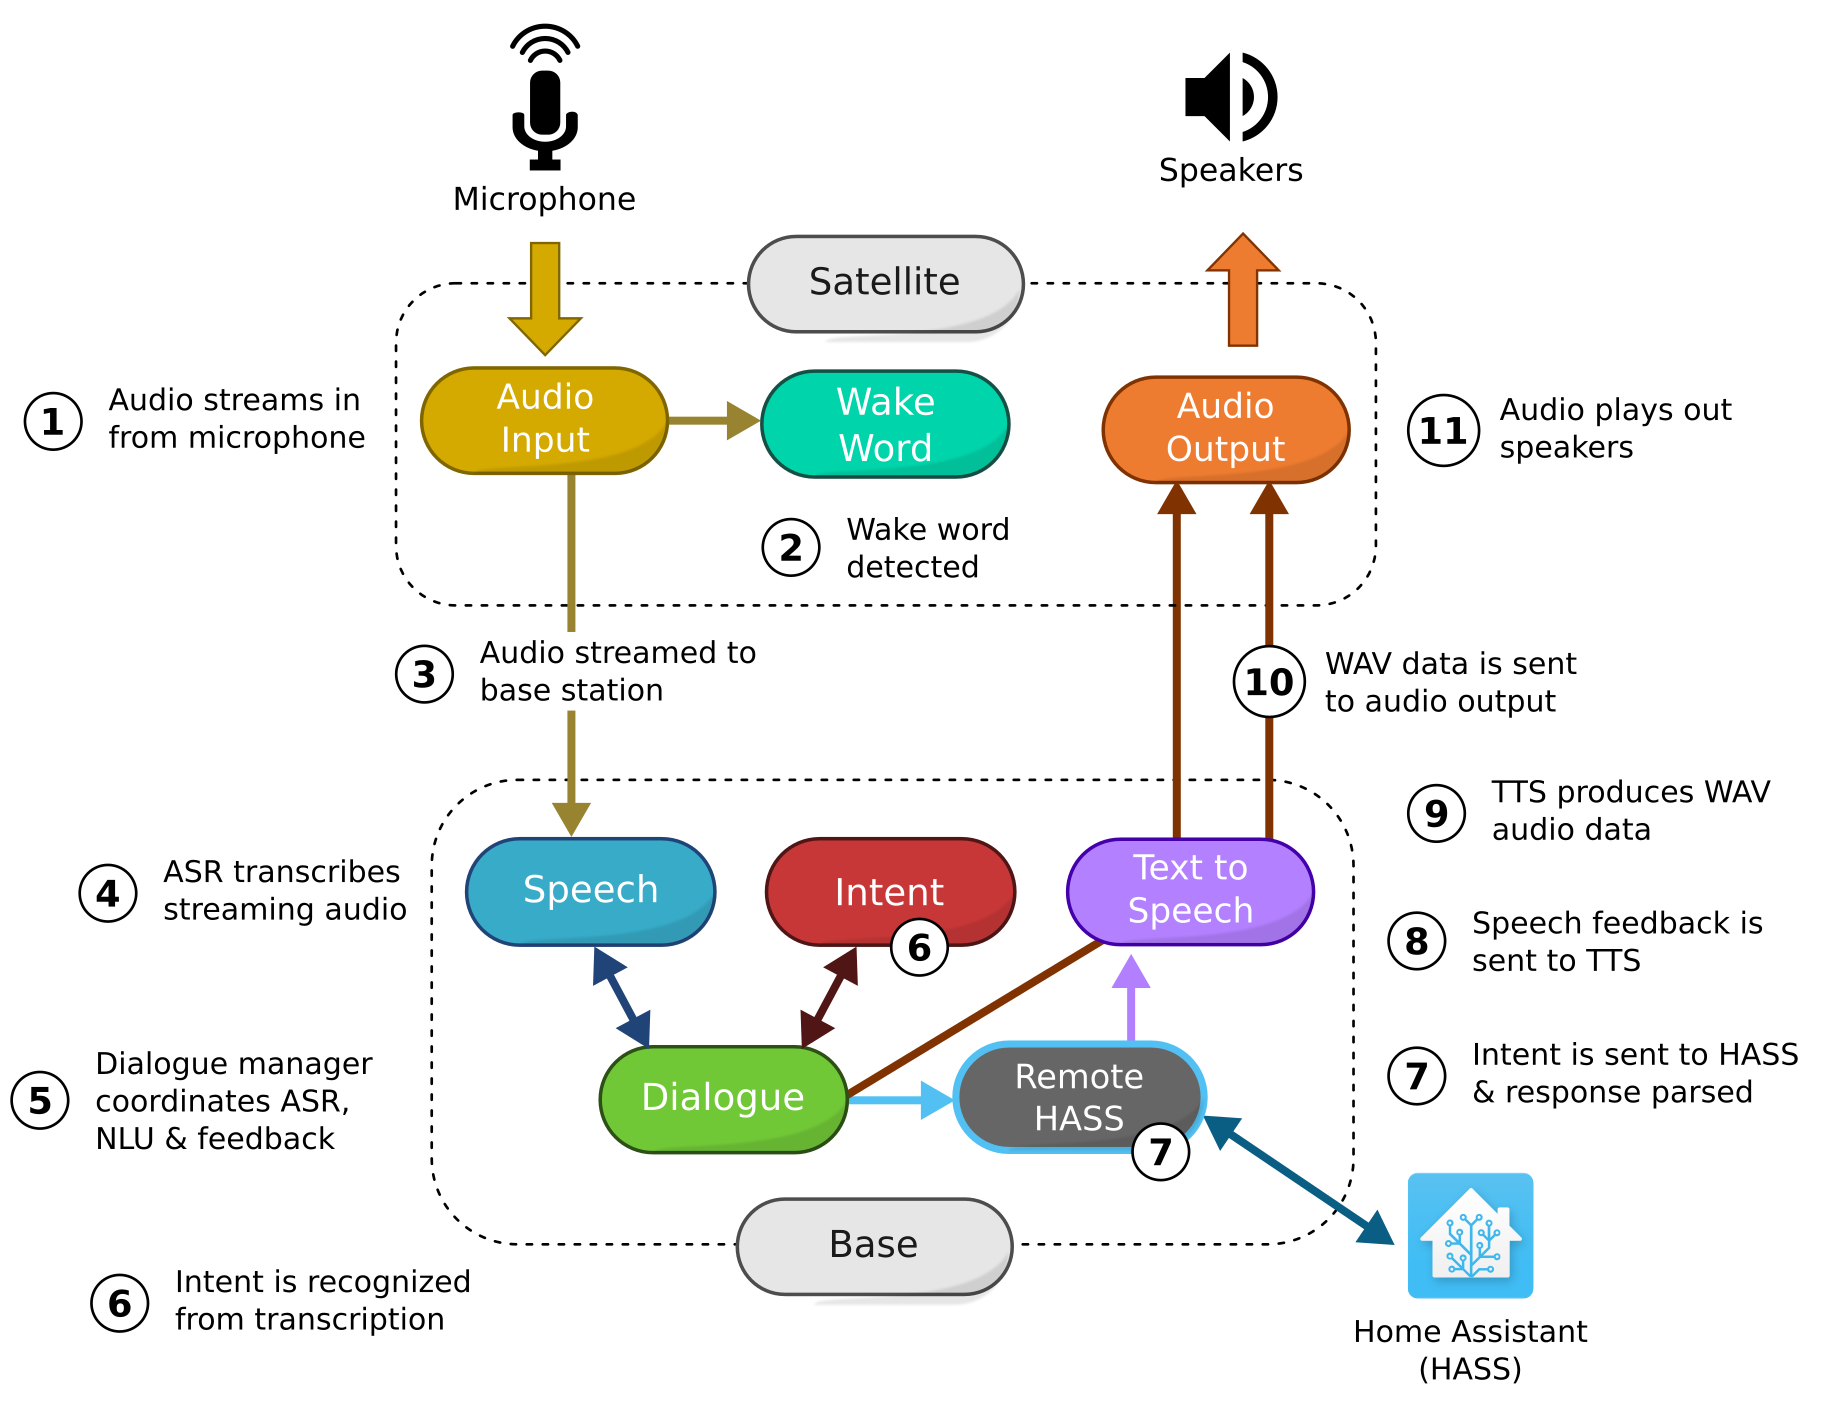 Microphone
Speakers
Satellite
1
Audio streams in
from microphone
Audio
Input
Wake
Word
Audio
Output
11
Audio plays out
speakers
2
Wake word
detected
3
Audio streamed to
base station
10
WAV data is sent
to audio output
9
TTS produces WAV
audio data
4
ASR transcribes
streaming audio
Speech
Intent
6
Text to
Speech
8
Speech feedback is
sent to TTS
5
Dialogue manager
coordinates ASR,
NLU & feedback
Dialogue
Remote
HASS
7
7
Intent is sent to HASS
& response parsed
Base
6
Intent is recognized
from transcription
Home Assistant
(HASS)